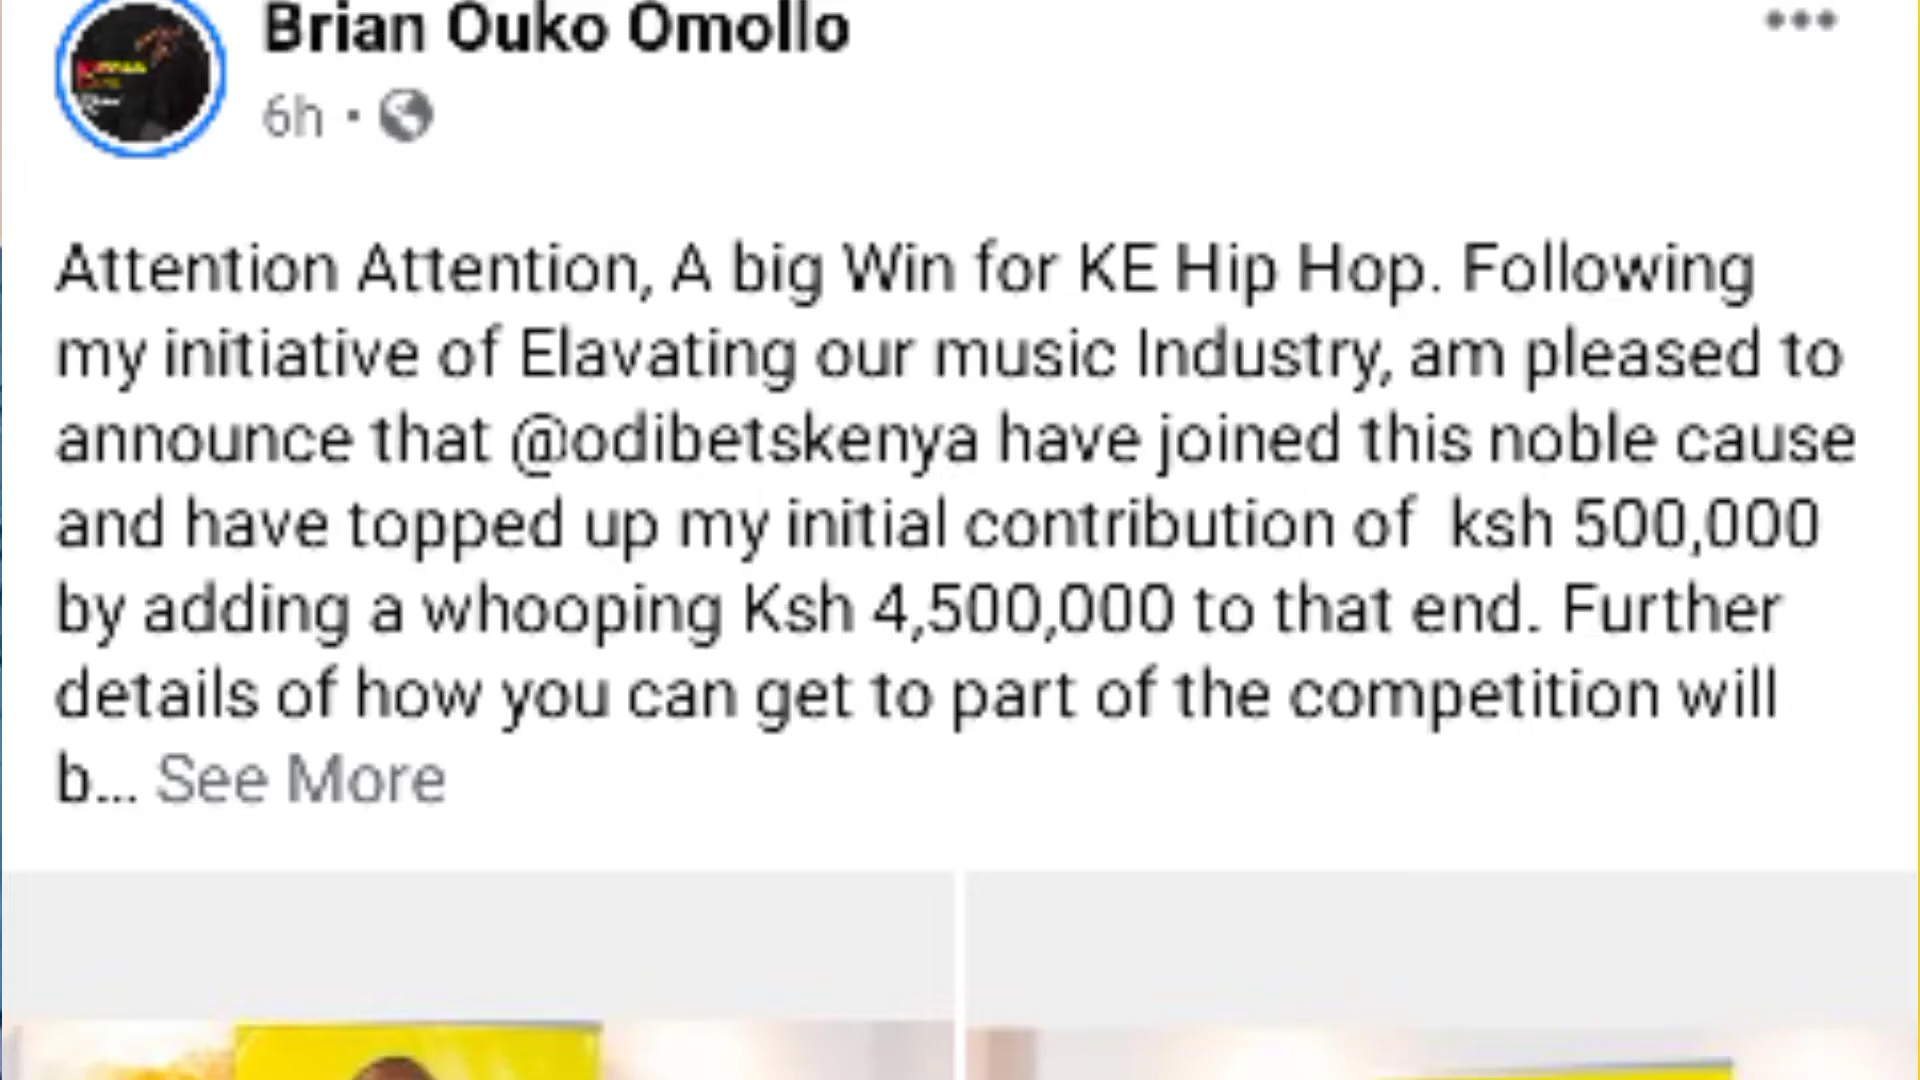 Brian Ouko Omollo
6h •
Attention Attention, A big Win for KE Hip Hop. Following
my initiative of Elavating our music Industry, am pleased to
announce that @odibetskenya have joined this noble cause
and have topped up my initial contribution of ksh 500,000
by adding a whooping Ksh 4,500,000 to that end. Further
details of how you can get to part of the competition will
b... See More